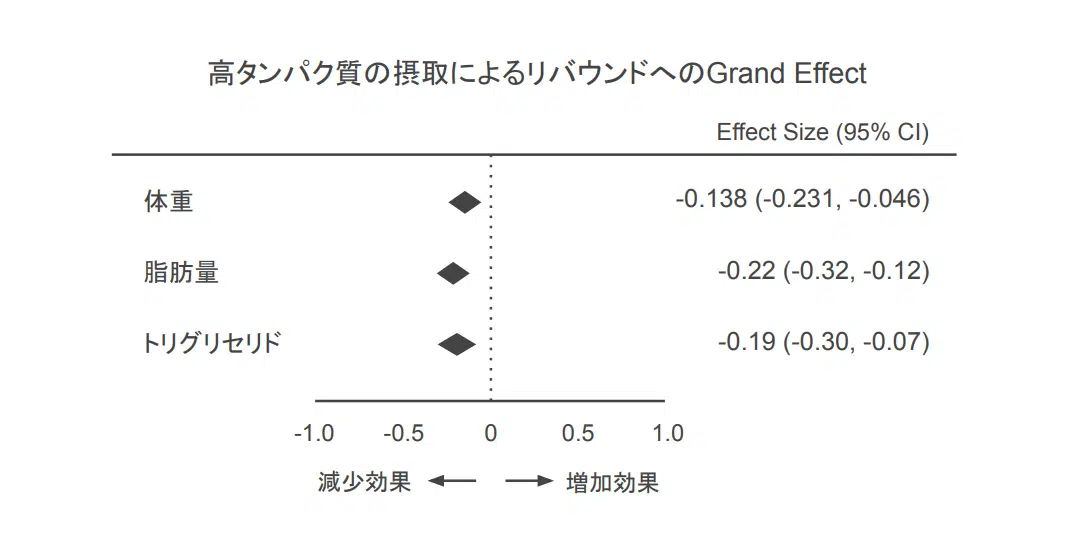 高タンパク質の摂取によるリバウンドへのGrand Effect
Effect Size (95% CI)
体重 -0.138 (-0.231, -0.046)
脂肪量 -0.22 (-0.32, -0.12)
トリグリセリド -0.19 (-0.30, -0.07)
-1.0 -0.5 0 0.5 1.0
減少効果 増加効果